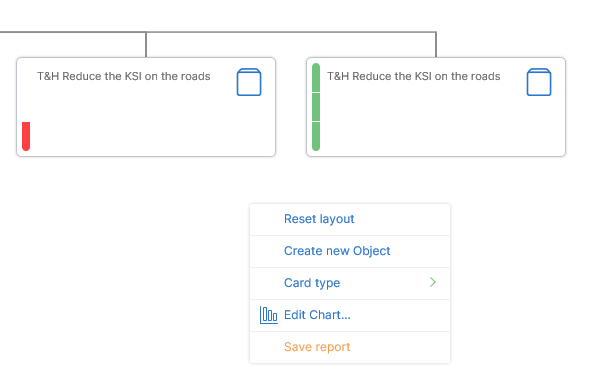 T&H Reduce the KSI on the roads
T&H Reduce the KSI on the roads
Reset layout
Create new Object
Card type
Edit Chart...
Save report